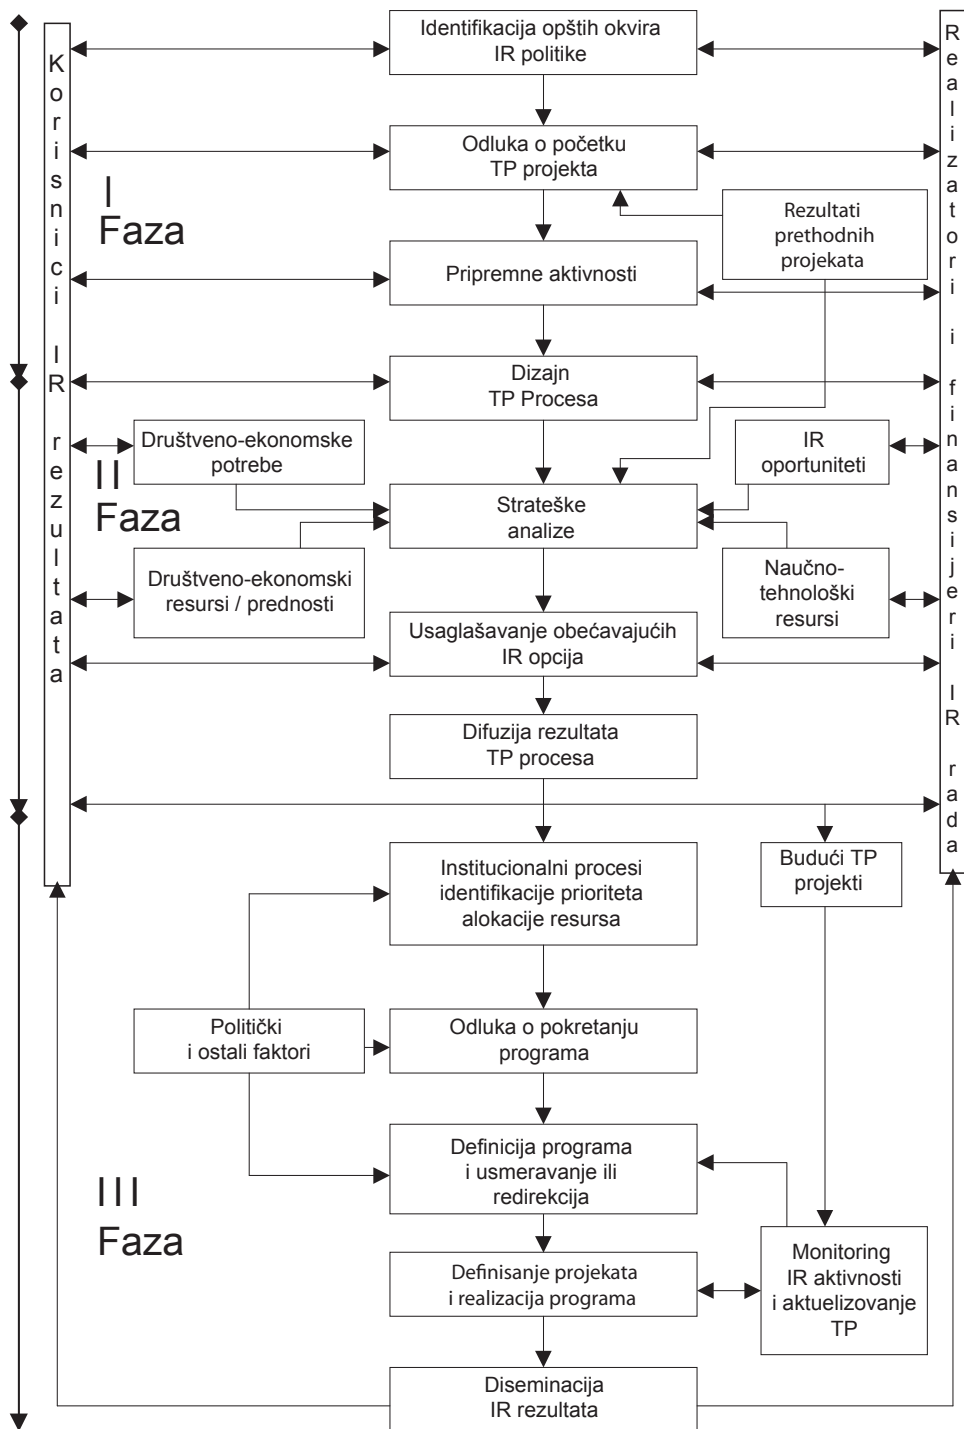 Identifikacija opštih okvira
IR politike
Korisnici IR rezultata
Realizatori i finansijeri IR rada
Odluka o početku
TP projekta
I
Faza
Rezultati
prethodnih
projekata
Pripremne aktivnosti
Dizajn
TP Procesa
Društveno-ekonomske
potrebe
IR
oportuniteti
II
Faza
Strateške
analize
Društveno-ekonomski
resursi / prednosti
Naučno-
tehnološki
resursi
Usaglašavanje obećavajućih
IR opcija
Difuzija rezultata
TP procesa
Institucionalni procesi
identifikacije prioriteta
alokacije resursa
Budući TP
projekti
Politički
i ostali faktori
Odluka o pokretanju
programa
Definicija programa
i usmeravanje ili
redirekcija
III
Faza
Definisanje projekata
i realizacija programa
Monitoring
IR aktivnosti
i aktuelizovanje
TP
Diseminacija
IR rezultata